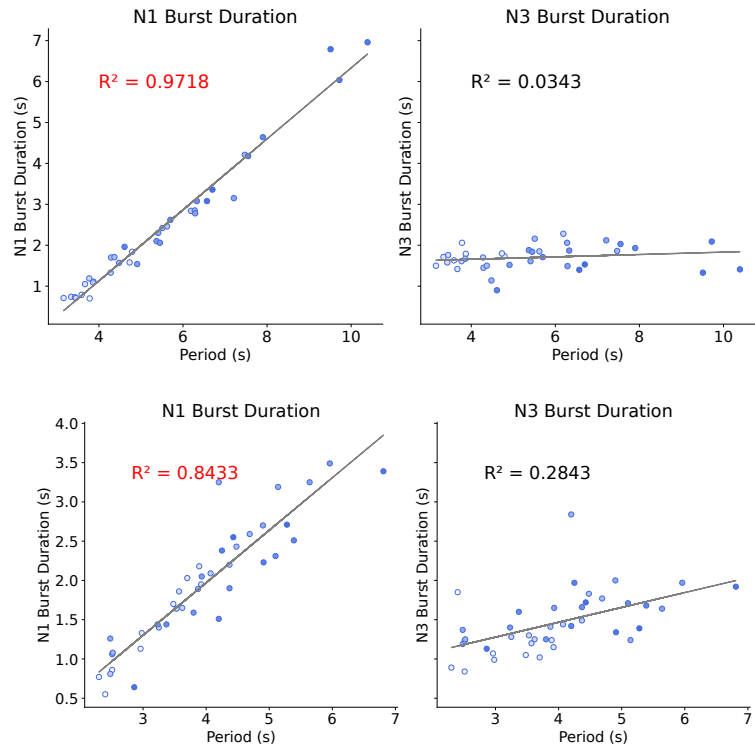 N1 Burst Duration
N3 Burst Duration
R² = 0.9718
R² = 0.0343
N1 Burst Duration (s)
7
6
5
4
3
2
1
4
6
8
10
Period (s)
N3 Burst Duration (s)
4
6
8
10
Period (s)
N1 Burst Duration
N3 Burst Duration
R² = 0.8433
R² = 0.2843
N1 Burst Duration (s)
4.0
3.5
3.0
2.5
2.0
1.5
1.0
0.5
3
4
5
6
7
Period (s)
N3 Burst Duration (s)
3
4
5
6
7
Period (s)